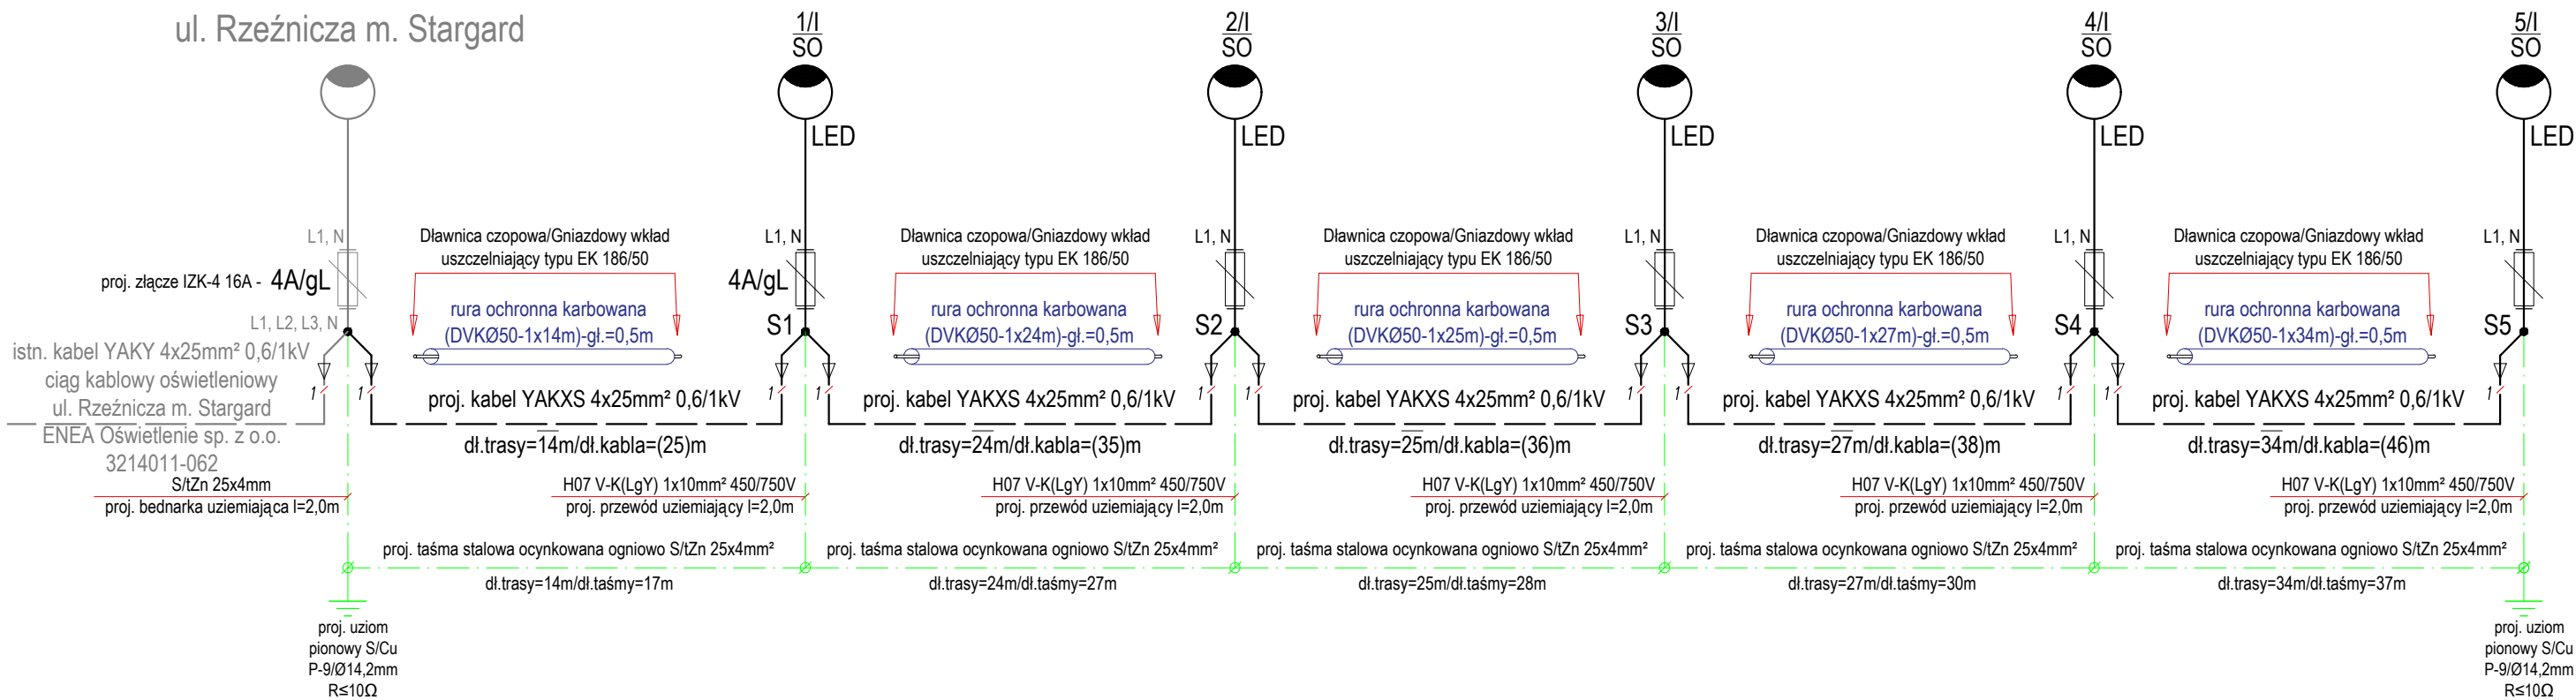 ul. Rzeźnicza m. Stargard
1/I
SO
2/I
SO
3/I
SO
4/I
SO
5/I
SO
LED
LED
LED
LED
LED
L1, N
Dławnica czopowa/Gniazdowy wkład
uszczelniający typu EK 186/50
L1, N
Dławnica czopowa/Gniazdowy wkład
uszczelniający typu EK 186/50
L1, N
Dławnica czopowa/Gniazdowy wkład
uszczelniający typu EK 186/50
L1, N
Dławnica czopowa/Gniazdowy wkład
uszczelniający typu EK 186/50
L1, N
Dławnica czopowa/Gniazdowy wkład
uszczelniający typu EK 186/50
L1, N
proj. złącze IZK-4 16A - 4A/gL
4A/gL
rura ochronna karbowana
(DVKØ50-1x14m)-gł.=0,5m
rura ochronna karbowana
(DVKØ50-1x24m)-gł.=0,5m
rura ochronna karbowana
(DVKØ50-1x25m)-gł.=0,5m
rura ochronna karbowana
(DVKØ50-1x27m)-gł.=0,5m
rura ochronna karbowana
(DVKØ50-1x34m)-gł.=0,5m
L1, L2, L3, N
S1
S2
S3
S4
S5
istn. kabel YAKY 4x25mm² 0,6/1kV
ciąg kablowy oświetleniowy
ul. Rzeźnicza m. Stargard
ENEA Oświetlenie sp. z o.o.
3214011-062
1
1
1
1
1
1
1
1
1
1
1
proj. kabel YAKXS 4x25mm² 0,6/1kV
dł.trasy=14m/dł.kabla=(25)m
proj. kabel YAKXS 4x25mm² 0,6/1kV
dł.trasy=24m/dł.kabla=(35)m
proj. kabel YAKXS 4x25mm² 0,6/1kV
dł.trasy=25m/dł.kabla=(36)m
proj. kabel YAKXS 4x25mm² 0,6/1kV
dł.trasy=27m/dł.kabla=(38)m
proj. kabel YAKXS 4x25mm² 0,6/1kV
dł.trasy=34m/dł.kabla=(46)m
S/tZn 25x4mm
proj. bednarka uziemiająca l=2,0m
H07 V-K(LgY) 1x10mm² 450/750V
proj. przewód uziemiający l=2,0m
H07 V-K(LgY) 1x10mm² 450/750V
proj. przewód uziemiający l=2,0m
H07 V-K(LgY) 1x10mm² 450/750V
proj. przewód uziemiający l=2,0m
H07 V-K(LgY) 1x10mm² 450/750V
proj. przewód uziemiający l=2,0m
H07 V-K(LgY) 1x10mm² 450/750V
proj. przewód uziemiający l=2,0m
proj. taśma stalowa ocynkowana ogniowo S/tZn 25x4mm²
dł.trasy=14m/dł.taśmy=17m
proj. taśma stalowa ocynkowana ogniowo S/tZn 25x4mm²
dł.trasy=24m/dł.taśmy=27m
proj. taśma stalowa ocynkowana ogniowo S/tZn 25x4mm²
dł.trasy=25m/dł.taśmy=28m
proj. taśma stalowa ocynkowana ogniowo S/tZn 25x4mm²
dł.trasy=27m/dł.taśmy=30m
proj. taśma stalowa ocynkowana ogniowo S/tZn 25x4mm²
dł.trasy=34m/dł.taśmy=37m
proj. uziom
pionowy S/Cu
P-9/Ø14,2mm
R≤10Ω
proj. uziom
pionowy S/Cu
P-9/Ø14,2mm
R≤10Ω